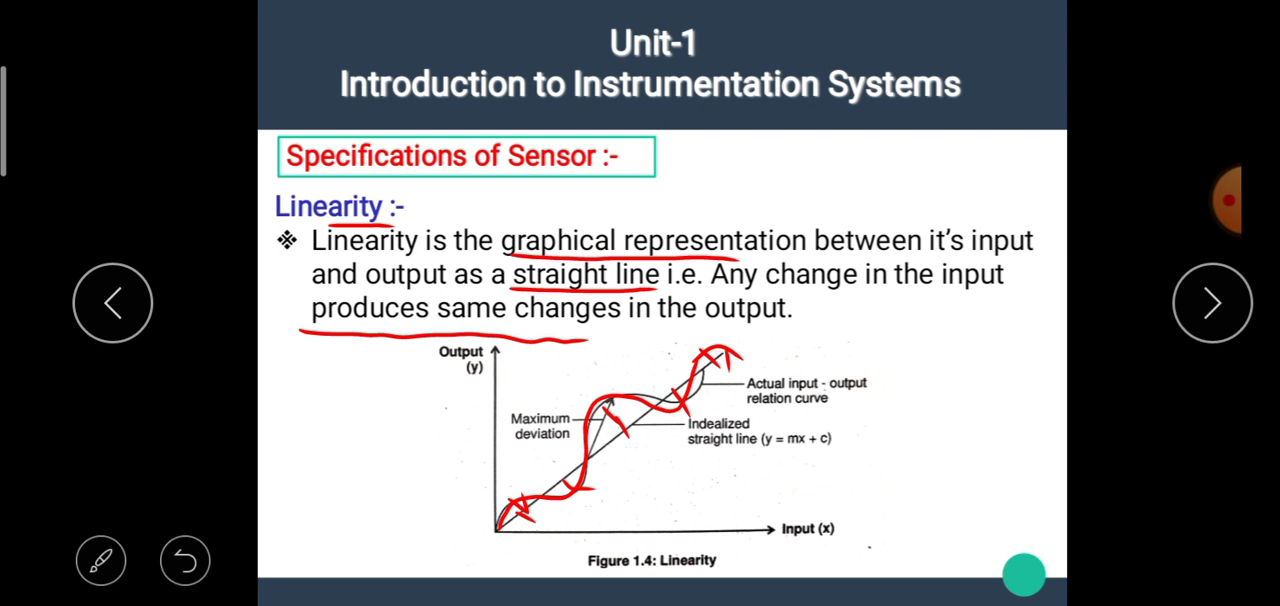 Unit-1
Introduction to Instrumentation Systems
Specifications of Sensor :-
Linearity :-
❖ Linearity is the graphical representation between it's input
and output as a straight line i.e. Any change in the input
produces same changes in the output.
Output
(y)
Actual input - output
relation curve
Maximum
deviation
Indealized
straight line (y = mx + c)
Input (x)
Figure 1.4: Linearity